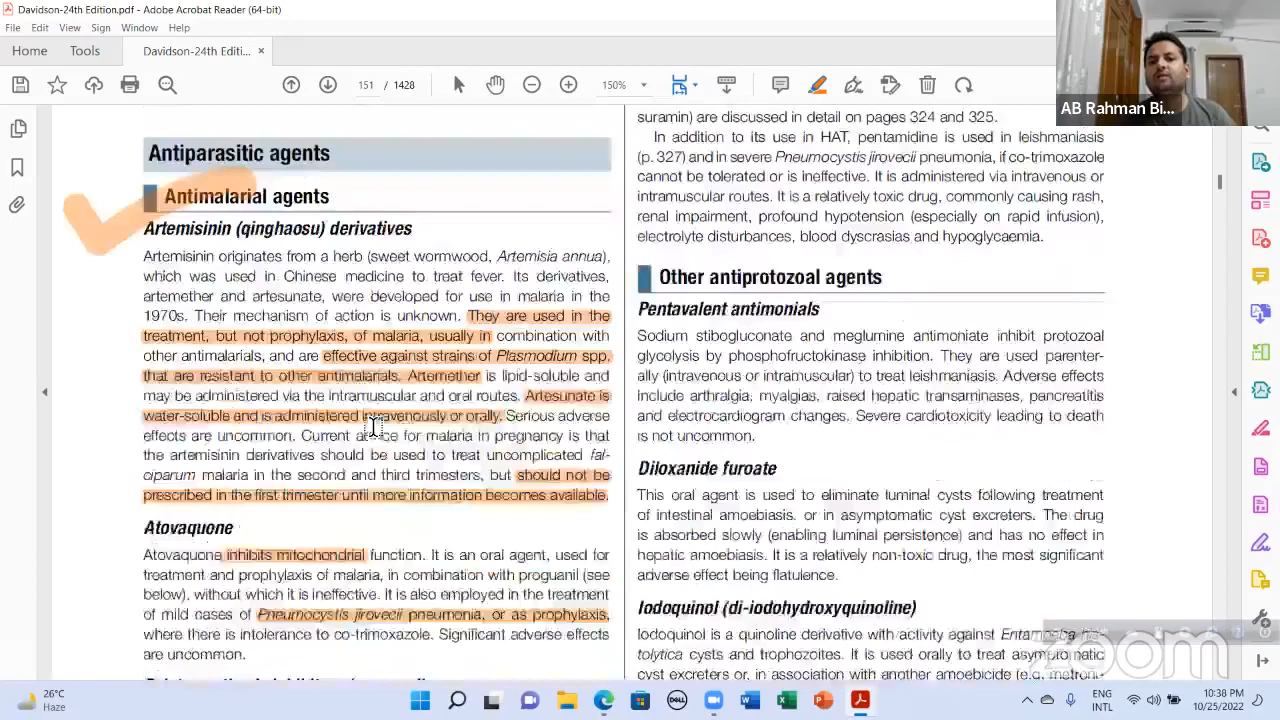 Davidson-24th Edition.pdf - Adobe Acrobat Reader (64-bit)
File Edit View Sign Window Help
Home Tools Davidson-24th Editi... ×
151 / 1428 150%
AB Rahman Bi...
Antiparasitic agents
Antimalarial agents
Artemisinin (qinghaosu) derivatives
Artemisinin originates from a herb (sweet wormwood, Artemisia annua),
which was used in Chinese medicine to treat fever. Its derivatives,
artemether and artesunate, were developed for use in malaria in the
1970s. Their mechanism of action is unknown. They are used in the
treatment, but not prophylaxis, of malaria, usually in combination with
other antimalarials, and are effective against strains of Plasmodium spp.
that are resistant to other antimalarials. Artemether is lipid-soluble and
may be administered via the intramuscular and oral routes. Artesunate is
water-soluble and is administered intravenously or orally. Serious adverse
effects are uncommon. Current advice for malaria in pregnancy is that
the artemisinin derivatives should be used to treat uncomplicated fal-
ciparum malaria in the second and third trimesters, but should not be
prescribed in the first trimester until more information becomes available.
Atovaquone
Atovaquone inhibits mitochondrial function. It is an oral agent, used for
treatment and prophylaxis of malaria, in combination with proguanil (see
below), without which it is ineffective. It is also employed in the treatment
of mild cases of Pneumocystis jirovecii pneumonia, or as prophylaxis,
where there is intolerance to co-trimoxazole. Significant adverse effects
are uncommon.
suramin) are discussed in detail on pages 324 and 325.
In addition to its use in HAT, pentamidine is used in leishmaniasis
(p. 327) and in severe Pneumocystis jirovecii pneumonia, if co-trimoxazole
cannot be tolerated or is ineffective. It is administered via intravenous or
intramuscular routes. It is a relatively toxic drug, commonly causing rash,
renal impairment, profound hypotension (especially on rapid infusion),
electrolyte disturbances, blood dyscrasias and hypoglycaemia.
Other antiprotozoal agents
Pentavalent antimonials
Sodium stibogluconate and meglumine antimoniate inhibit protozoal
glycolysis by phosphofructokinase inhibition. They are used parenter-
ally (intravenous or intramuscular) to treat leishmaniasis. Adverse effects
include arthralgia, myalgias, raised hepatic transaminases, pancreatitis
and electrocardiogram changes. Severe cardiotoxicity leading to death
is not uncommon.
Diloxanide furoate
This oral agent is used to eliminate luminal cysts following treatment
of intestinal amoebiasis, or in asymptomatic cyst excreters. The drug
is absorbed slowly (enabling luminal persistence) and has no effect in
hepatic amoebiasis. It is a relatively non-toxic drug, the most significant
adverse effect being flatulence.
Iodoquinol (di-iodohydroxyquinoline)
Iodoquinol is a quinoline derivative with activity against Entamoeba his-
tolytica cysts and trophozoites. It is used orally to treat asymptomatic
cyst excreters or, in association with another amoebicide (e.g. metroni-
zoom
26°C
Haze
DELL
ENG
INTL
10:38 PM
10/25/2022